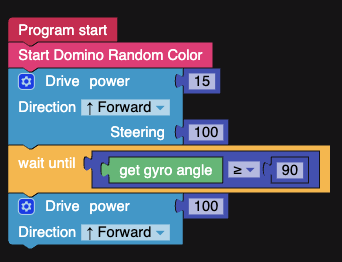 Program start
Start Domino Random Color
Drive power 15
Direction ↑ Forward
Steering 100
wait until get gyro angle ≥ 90
Drive power 100
Direction ↑ Forward